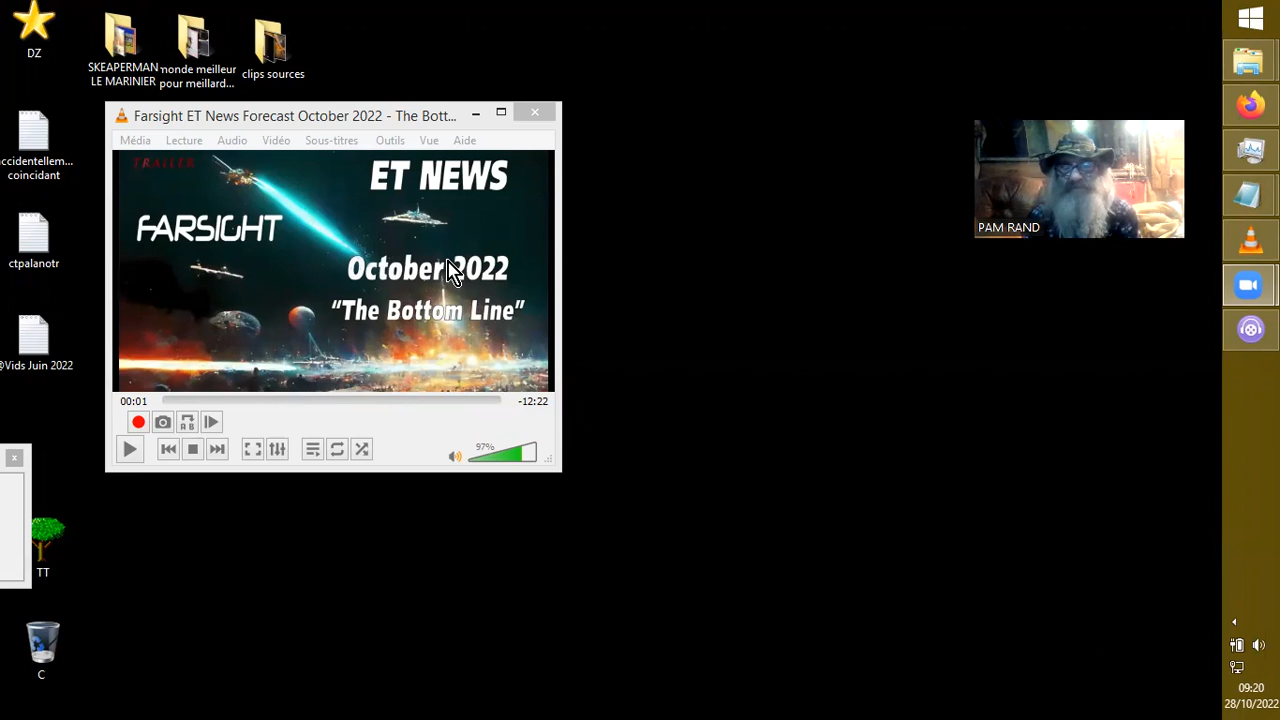 DZ
SKEAPERMAN
LE MARINIER
monde meilleur
pour meillard...
clips sources
accidentellem...
coincidant
ctpalanotr
@Vids Juin 2022
TT
C
Farsight ET News Forecast October 2022 - The Bott...
Média Lecture Audio Vidéo Sous-titres Outils Vue Aide
TRAILER
ET NEWS
FARSIGHT
October 2022
“The Bottom Line”
00:01
-12:22
A B
97%
PAM RAND
09:20
28/10/2022